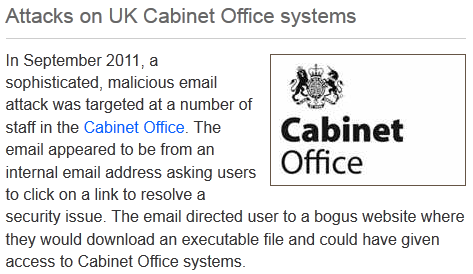 Attacks on UK Cabinet Office systems
In September 2011, a
sophisticated, malicious email
attack was targeted at a number of
staff in the Cabinet Office. The
email appeared to be from an
internal email address asking users
to click on a link to resolve a
security issue. The email directed user to a bogus website where
they would download an executable file and could have given
access to Cabinet Office systems.
Cabinet
Office